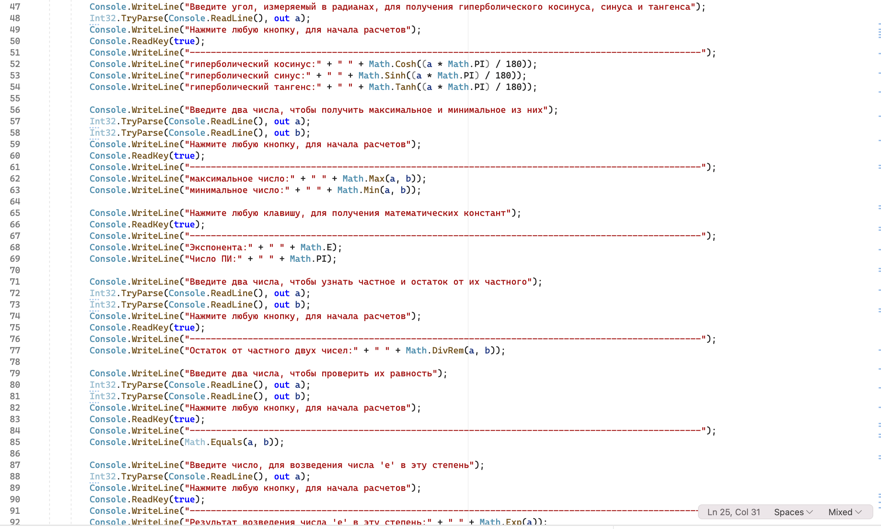 47 Console.WriteLine("Введите угол, измеряемый в радианах, для получения гиперболического косинуса, синуса и тангенса");
48 Int32.TryParse(Console.ReadLine(), out a);
49 Console.WriteLine("Нажмите любую кнопку, для начала расчетов");
50 Console.ReadKey(true);
51 Console.WriteLine("----------------------------------------------------------------------------------------------------");
52 Console.WriteLine("гиперболический косинус:" + " " + Math.Cosh((a * Math.PI) / 180));
53 Console.WriteLine("гиперболический синус:" + " " + Math.Sinh((a * Math.PI) / 180));
54 Console.WriteLine("гиперболический тангенс:" + " " + Math.Tanh((a * Math.PI) / 180));
55
56 Console.WriteLine("Введите два числа, чтобы получить максимальное и минимальное из них");
57 Int32.TryParse(Console.ReadLine(), out a);
58 Int32.TryParse(Console.ReadLine(), out b);
59 Console.WriteLine("Нажмите любую кнопку, для начала расчетов");
60 Console.ReadKey(true);
61 Console.WriteLine("----------------------------------------------------------------------------------------------------");
62 Console.WriteLine("максимальное число:" + " " + Math.Max(a, b));
63 Console.WriteLine("минимальное число:" + " " + Math.Min(a, b));
64
65 Console.WriteLine("Нажмите любую клавишу, для получения математических констант");
66 Console.ReadKey(true);
67 Console.WriteLine("----------------------------------------------------------------------------------------------------");
68 Console.WriteLine("Экспонента:" + " " + Math.E);
69 Console.WriteLine("Число ПИ:" + " " + Math.PI);
70
71 Console.WriteLine("Введите два числа, чтобы узнать частное и остаток от их частного");
72 Int32.TryParse(Console.ReadLine(), out a);
73 Int32.TryParse(Console.ReadLine(), out b);
74 Console.WriteLine("Нажмите любую кнопку, для начала расчетов");
75 Console.ReadKey(true);
76 Console.WriteLine("----------------------------------------------------------------------------------------------------");
77 Console.WriteLine("Остаток от частного двух чисел:" + " " + Math.DivRem(a, b));
78
79 Console.WriteLine("Введите два числа, чтобы проверить их равность");
80 Int32.TryParse(Console.ReadLine(), out a);
81 Int32.TryParse(Console.ReadLine(), out b);
82 Console.WriteLine("Нажмите любую кнопку, для начала расчетов");
83 Console.ReadKey(true);
84 Console.WriteLine("----------------------------------------------------------------------------------------------------");
85 Console.WriteLine(Math.Equals(a, b));
86
87 Console.WriteLine("Введите число, для возведения числа 'e' в эту степень");
88 Int32.TryParse(Console.ReadLine(), out a);
89 Console.WriteLine("Нажмите любую кнопку, для начала расчетов");
90 Console.ReadKey(true);
91 Console.WriteLine("----------------------------------------------------------------------------------------------------
Ln 25, Col 31 Spaces Mixed
92 Console.WriteLine("Результат возведения числа 'e' в эту степень:" + " " + Math.Exp(a));